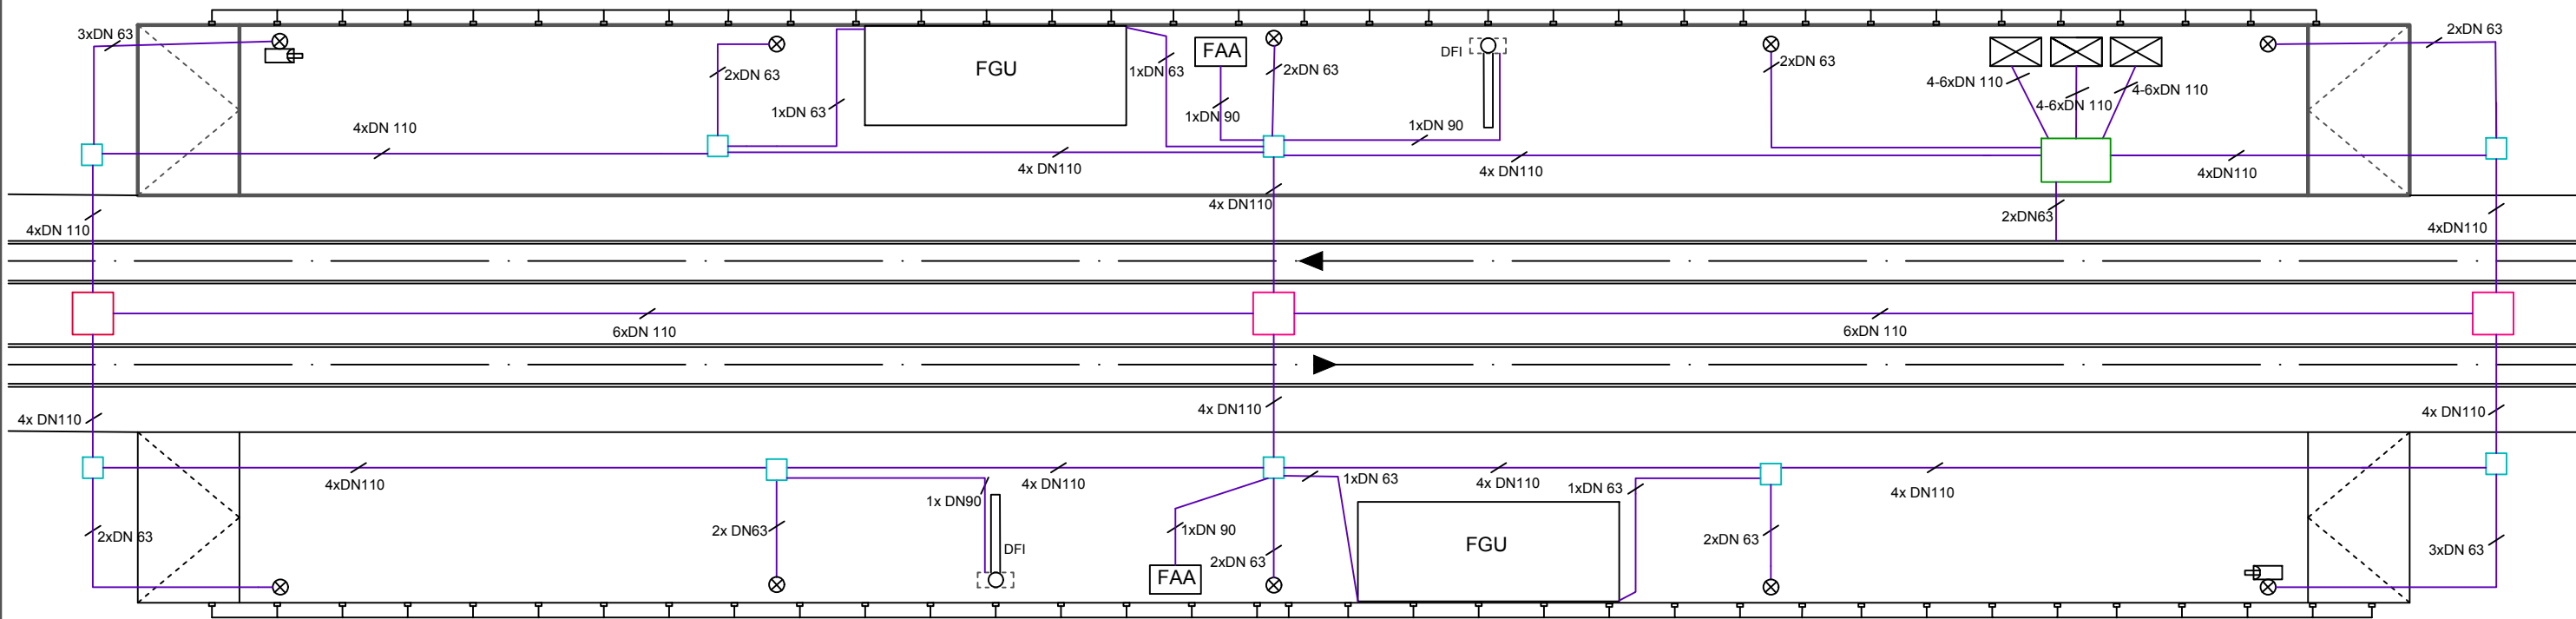 3xDN 63
2xDN 63
FGU
FAA
DFI
2xDN 63
1xDN 63
2xDN 63
2xDN 63
4-6xDN 110
4-6xDN 110
4-6xDN 110
1xDN 63
1xDN 90
1xDN 90
4xDN 110
4x DN110
4x DN110
4xDN110
4x DN110
2xDN63
4xDN 110
4xDN110
6xDN 110
6xDN 110
4x DN110
4x DN110
4x DN110
4xDN110
4x DN110
1xDN 63
4x DN110
1xDN 63
4x DN110
1x DN90
2xDN 63
2x DN63
1xDN 90
2xDN 63
DFI
FGU
3xDN 63
2xDN 63
FAA